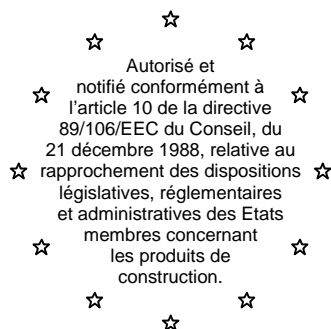 Autorisé et
notifié conformément à
l'article 10 de la directive
89/106/EEC du Conseil, du
21 décembre 1988, relative au
rapprochement des dispositions
législatives, réglementaires
et administratives des Etats
membres concernant
les produits de
construction.